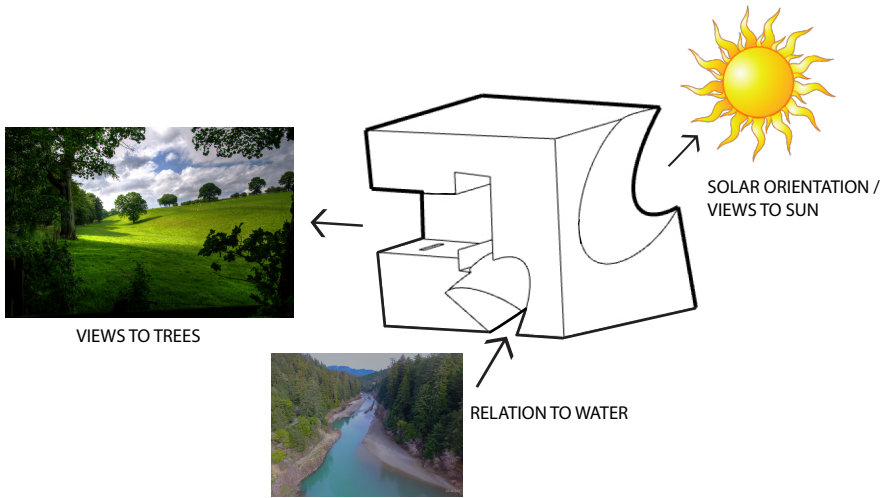 SOLAR ORIENTATION /
VIEWS TO SUN
VIEWS TO TREES
RELATION TO WATER